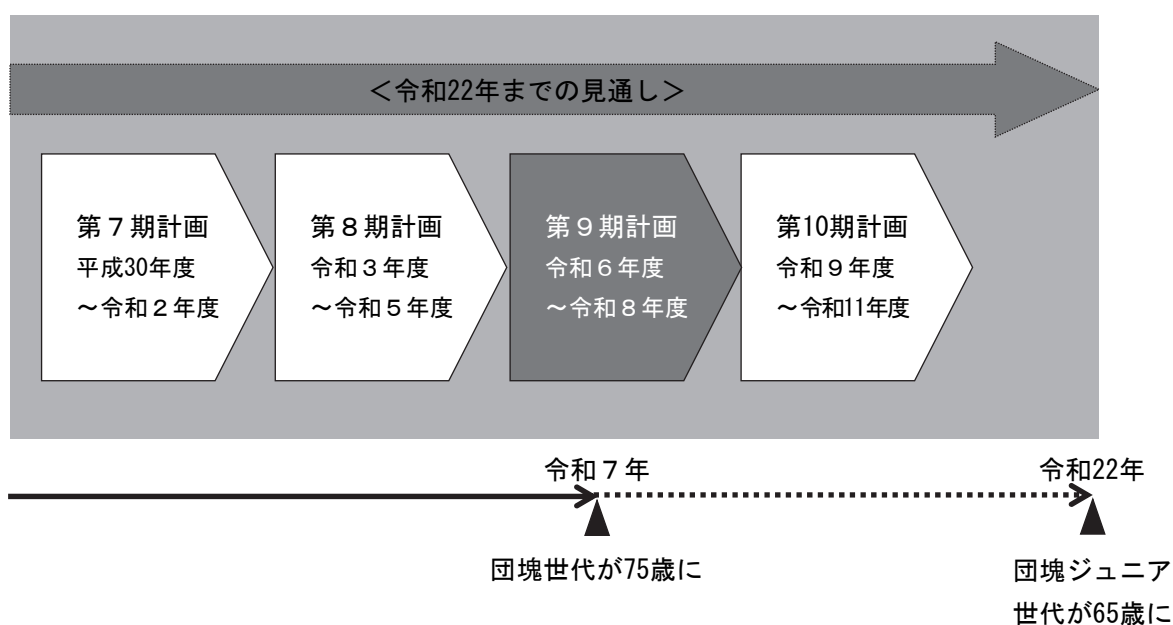 ＜令和22年までの見通し＞
第７期計画
平成30年度
～令和２年度
第８期計画
令和３年度
～令和５年度
第９期計画
令和６年度
～令和８年度
第10期計画
令和９年度
～令和11年度
令和７年
令和22年
団塊世代が75歳に
団塊ジュニア
世代が65歳に